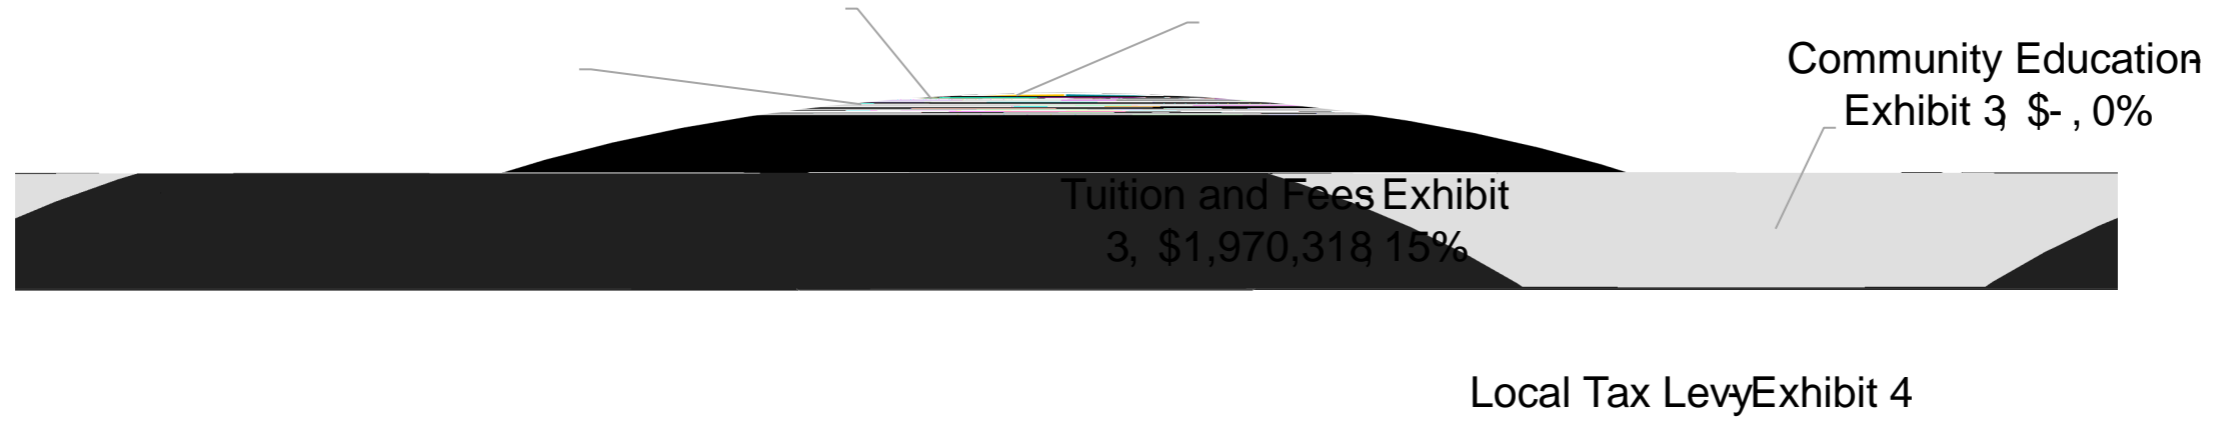 Community Education-
Exhibit 3, $- , 0%
Tuition and Fees-Exhibit
3, $1,970,318, 15%
Local Tax Levy-Exhibit 4